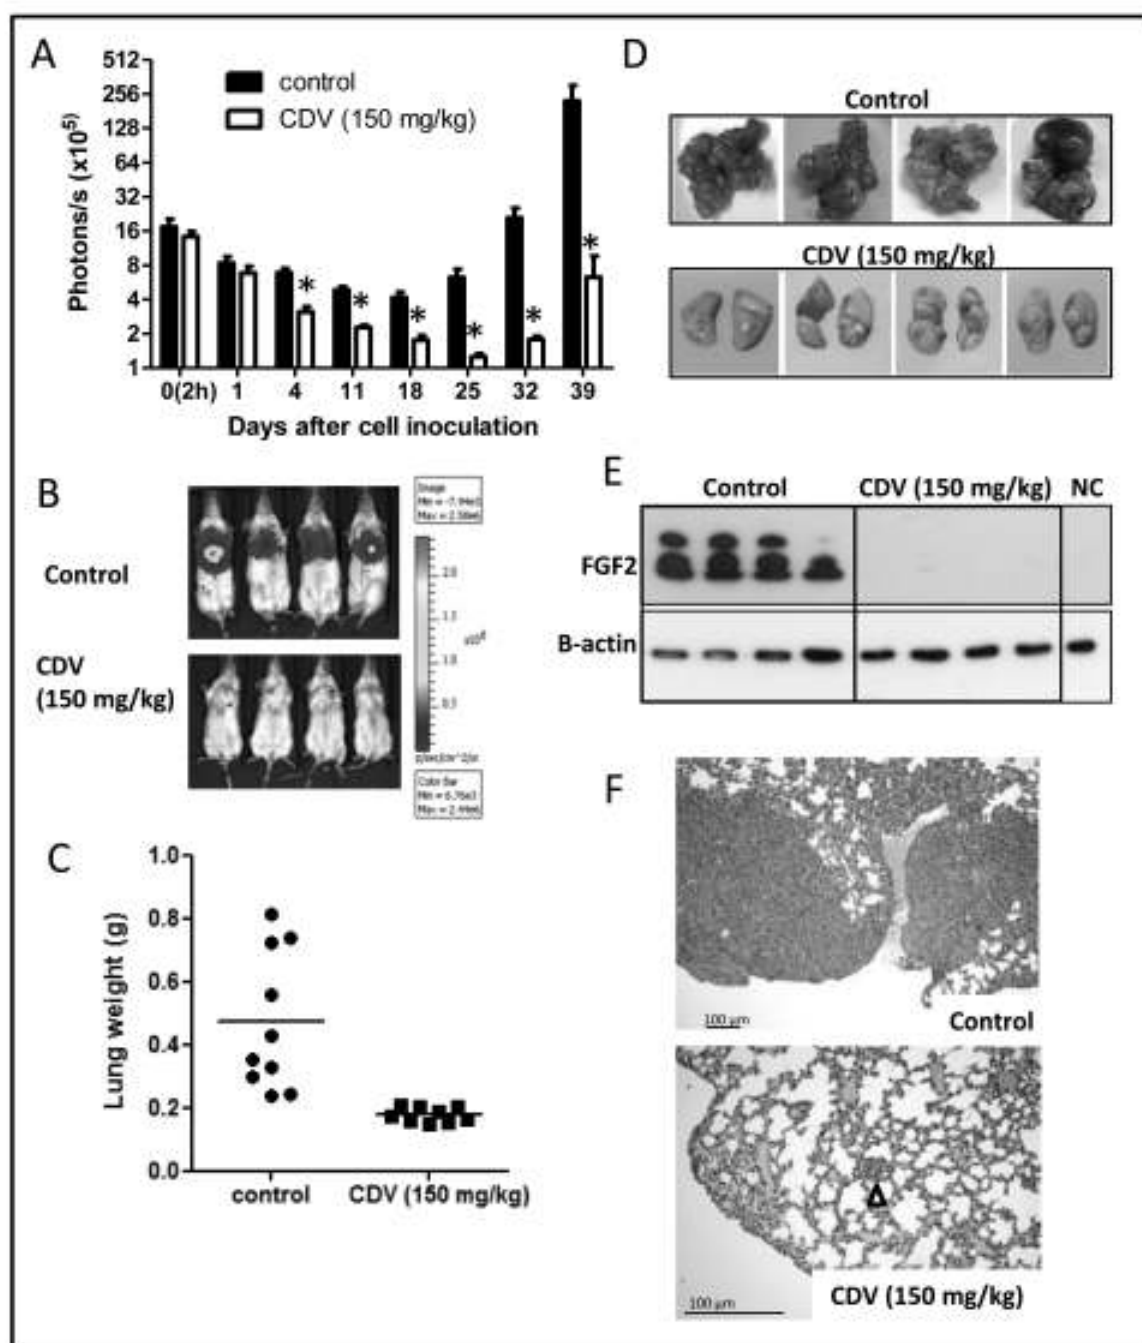 A
512
256
128
64
32
16
8
4
2
1
Photons/s (x10⁵)
control
CDV (150 mg/kg)
*
*
*
*
*
*
0(2h) 1 4 11 18 25 32 39
Days after cell inoculation
B
Control
CDV
(150 mg/kg)
Image
Color Bar
C
1.0
0.8
0.6
0.4
0.2
0.0
Lung weight (g)
control CDV (150 mg/kg)
D
Control
CDV (150 mg/kg)
E
Control CDV (150 mg/kg) NC
FGF2
B-actin
F
100 µm
Control
Δ
100 µm
CDV (150 mg/kg)